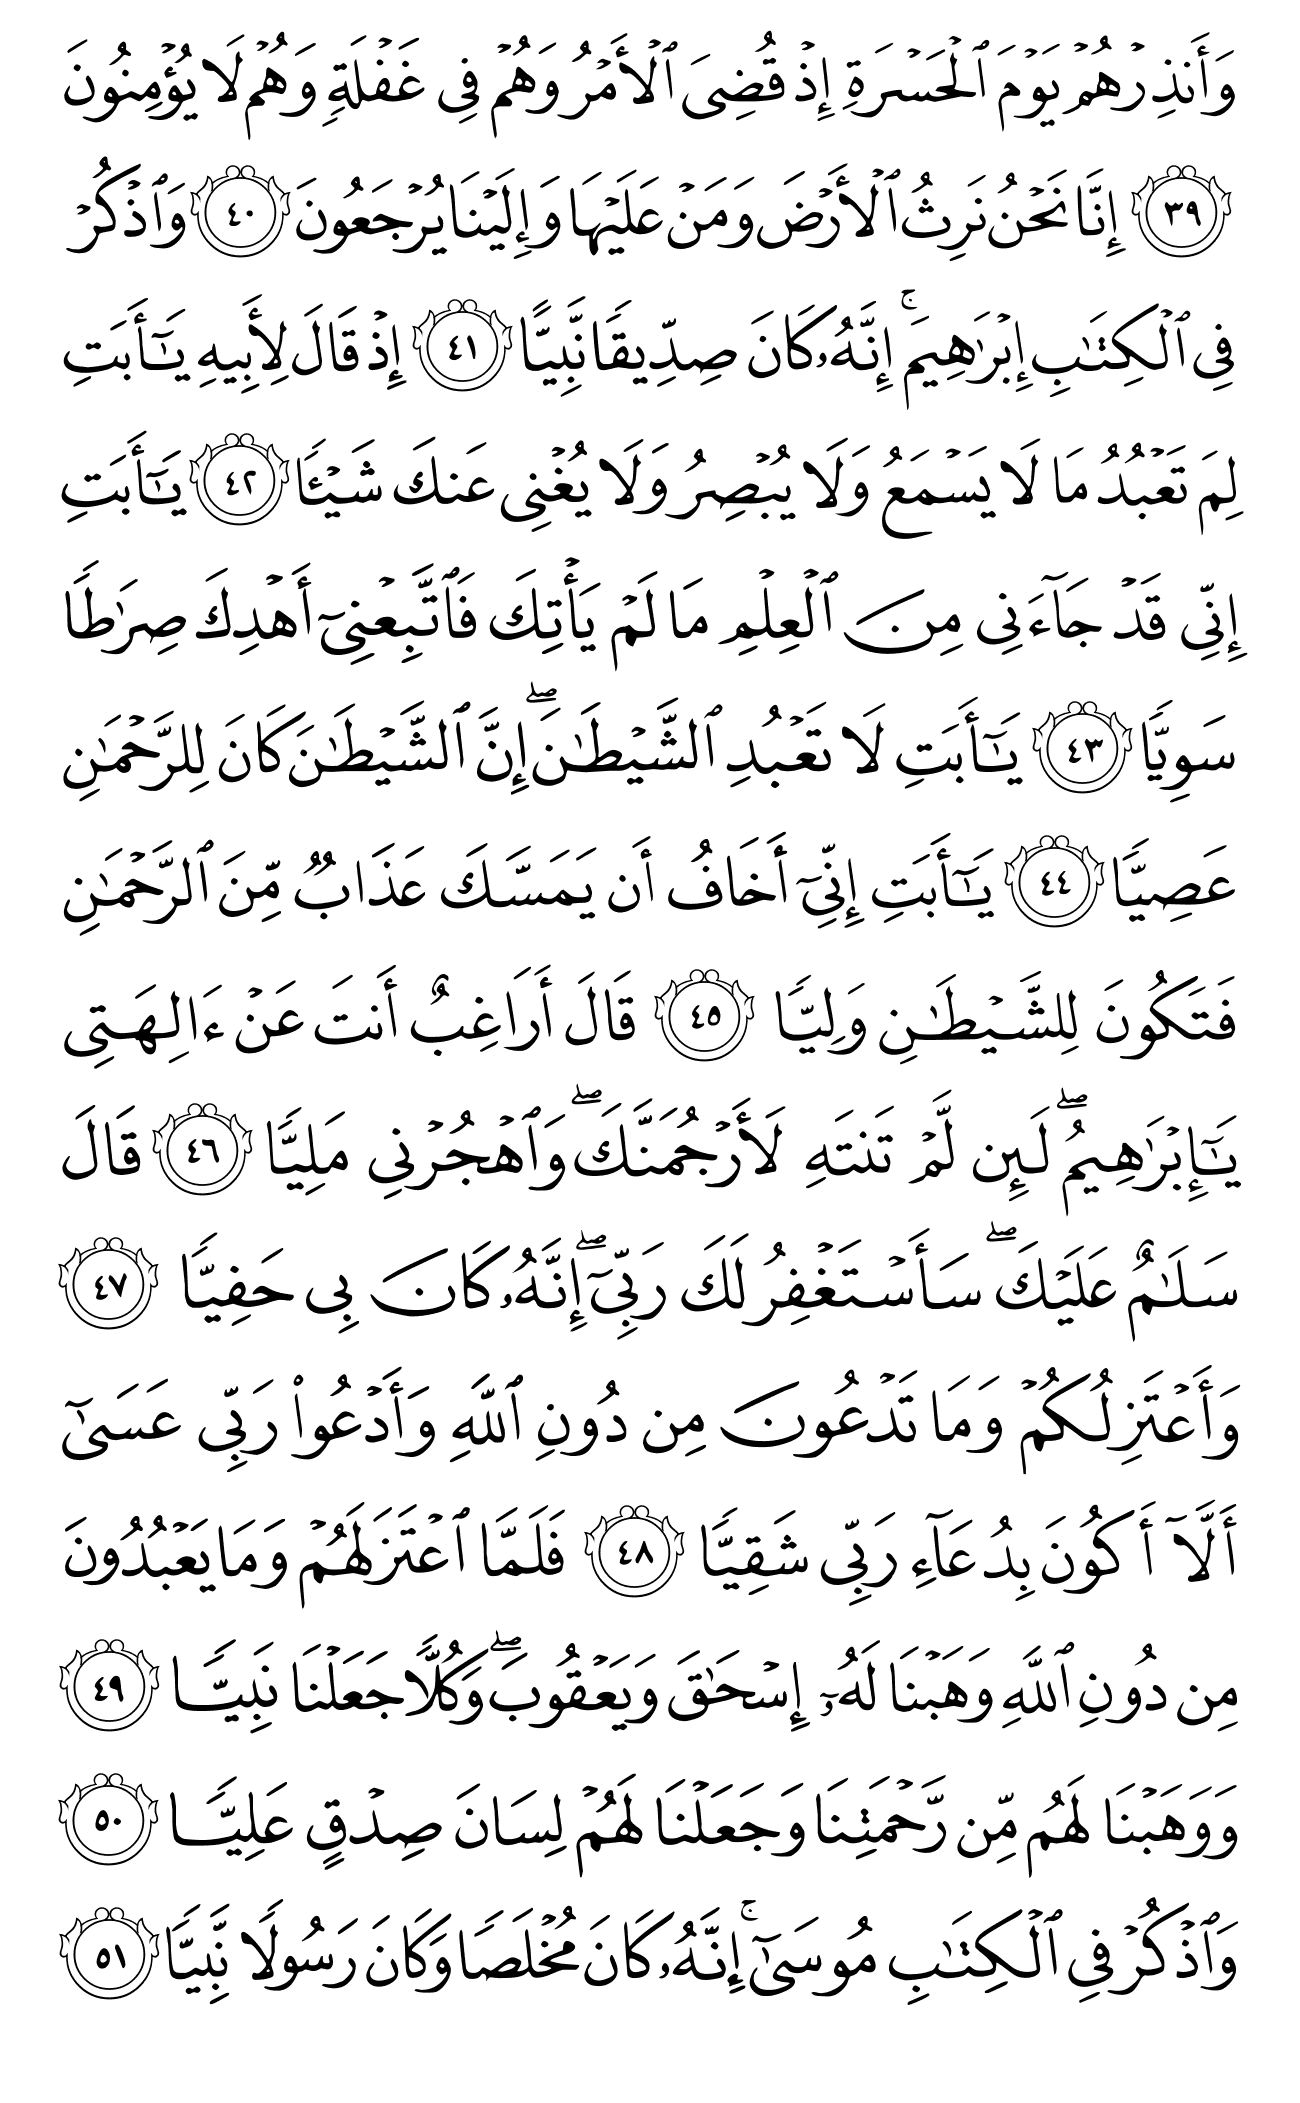 وَأَنذِرْهُمْ يَوْمَ ٱلْحَسْرَةِ إِذْ قُضِىَ ٱلْأَمْرُ وَهُمْ فِى غَفْلَةٍ وَهُمْ لَا يُؤْمِنُونَ
٣٩ إِنَّا نَحْنُ نَرِثُ ٱلْأَرْضَ وَمَنْ عَلَيْهَا وَإِلَيْنَا يُرْجَعُونَ ٤٠ وَٱذْكُرْ
فِى ٱلْكِتَٰبِ إِبْرَٰهِيمَ ۚ إِنَّهُۥ كَانَ صِدِّيقًا نَّبِيًّا ٤١ إِذْ قَالَ لِأَبِيهِ يَٰٓأَبَتِ
لِمَ تَعْبُدُ مَا لَا يَسْمَعُ وَلَا يُبْصِرُ وَلَا يُغْنِى عَنكَ شَيْـًٔا ٤٢ يَٰٓأَبَتِ
إِنِّى قَدْ جَآءَنِى مِنَ ٱلْعِلْمِ مَا لَمْ يَأْتِكَ فَٱتَّبِعْنِىٓ أَهْدِكَ صِرَٰطًا
سَوِيًّا ٤٣ يَٰٓأَبَتِ لَا تَعْبُدِ ٱلشَّيْطَٰنَ ۖ إِنَّ ٱلشَّيْطَٰنَ كَانَ لِلرَّحْمَٰنِ
عَصِيًّا ٤٤ يَٰٓأَبَتِ إِنِّىٓ أَخَافُ أَن يَمَسَّكَ عَذَابٌ مِّنَ ٱلرَّحْمَٰنِ
فَتَكُونَ لِلشَّيْطَٰنِ وَلِيًّا ٤٥ قَالَ أَرَاغِبٌ أَنتَ عَنْ ءَالِهَتِى
يَٰٓإِبْرَٰهِيمُ ۖ لَئِن لَّمْ تَنتَهِ لَأَرْجُمَنَّكَ ۖ وَٱهْجُرْنِى مَلِيًّا ٤٦ قَالَ
سَلَٰمٌ عَلَيْكَ ۖ سَأَسْتَغْفِرُ لَكَ رَبِّىٓ ۖ إِنَّهُۥ كَانَ بِى حَفِيًّا ٤٧
وَأَعْتَزِلُكُمْ وَمَا تَدْعُونَ مِن دُونِ ٱللَّهِ وَأَدْعُوا۟ رَبِّى عَسَىٰٓ
أَلَّآ أَكُونَ بِدُعَآءِ رَبِّى شَقِيًّا ٤٨ فَلَمَّا ٱعْتَزَلَهُمْ وَمَا يَعْبُدُونَ
مِن دُونِ ٱللَّهِ وَهَبْنَا لَهُۥٓ إِسْحَٰقَ وَيَعْقُوبَ ۖ وَكُلًّا جَعَلْنَا نَبِيًّا ٤٩
وَوَهَبْنَا لَهُم مِّن رَّحْمَتِنَا وَجَعَلْنَا لَهُمْ لِسَانَ صِدْقٍ عَلِيًّا ٥٠
وَٱذْكُرْ فِى ٱلْكِتَٰبِ مُوسَىٰٓ ۚ إِنَّهُۥ كَانَ مُخْلَصًا وَكَانَ رَسُولًا نَّبِيًّا ٥١